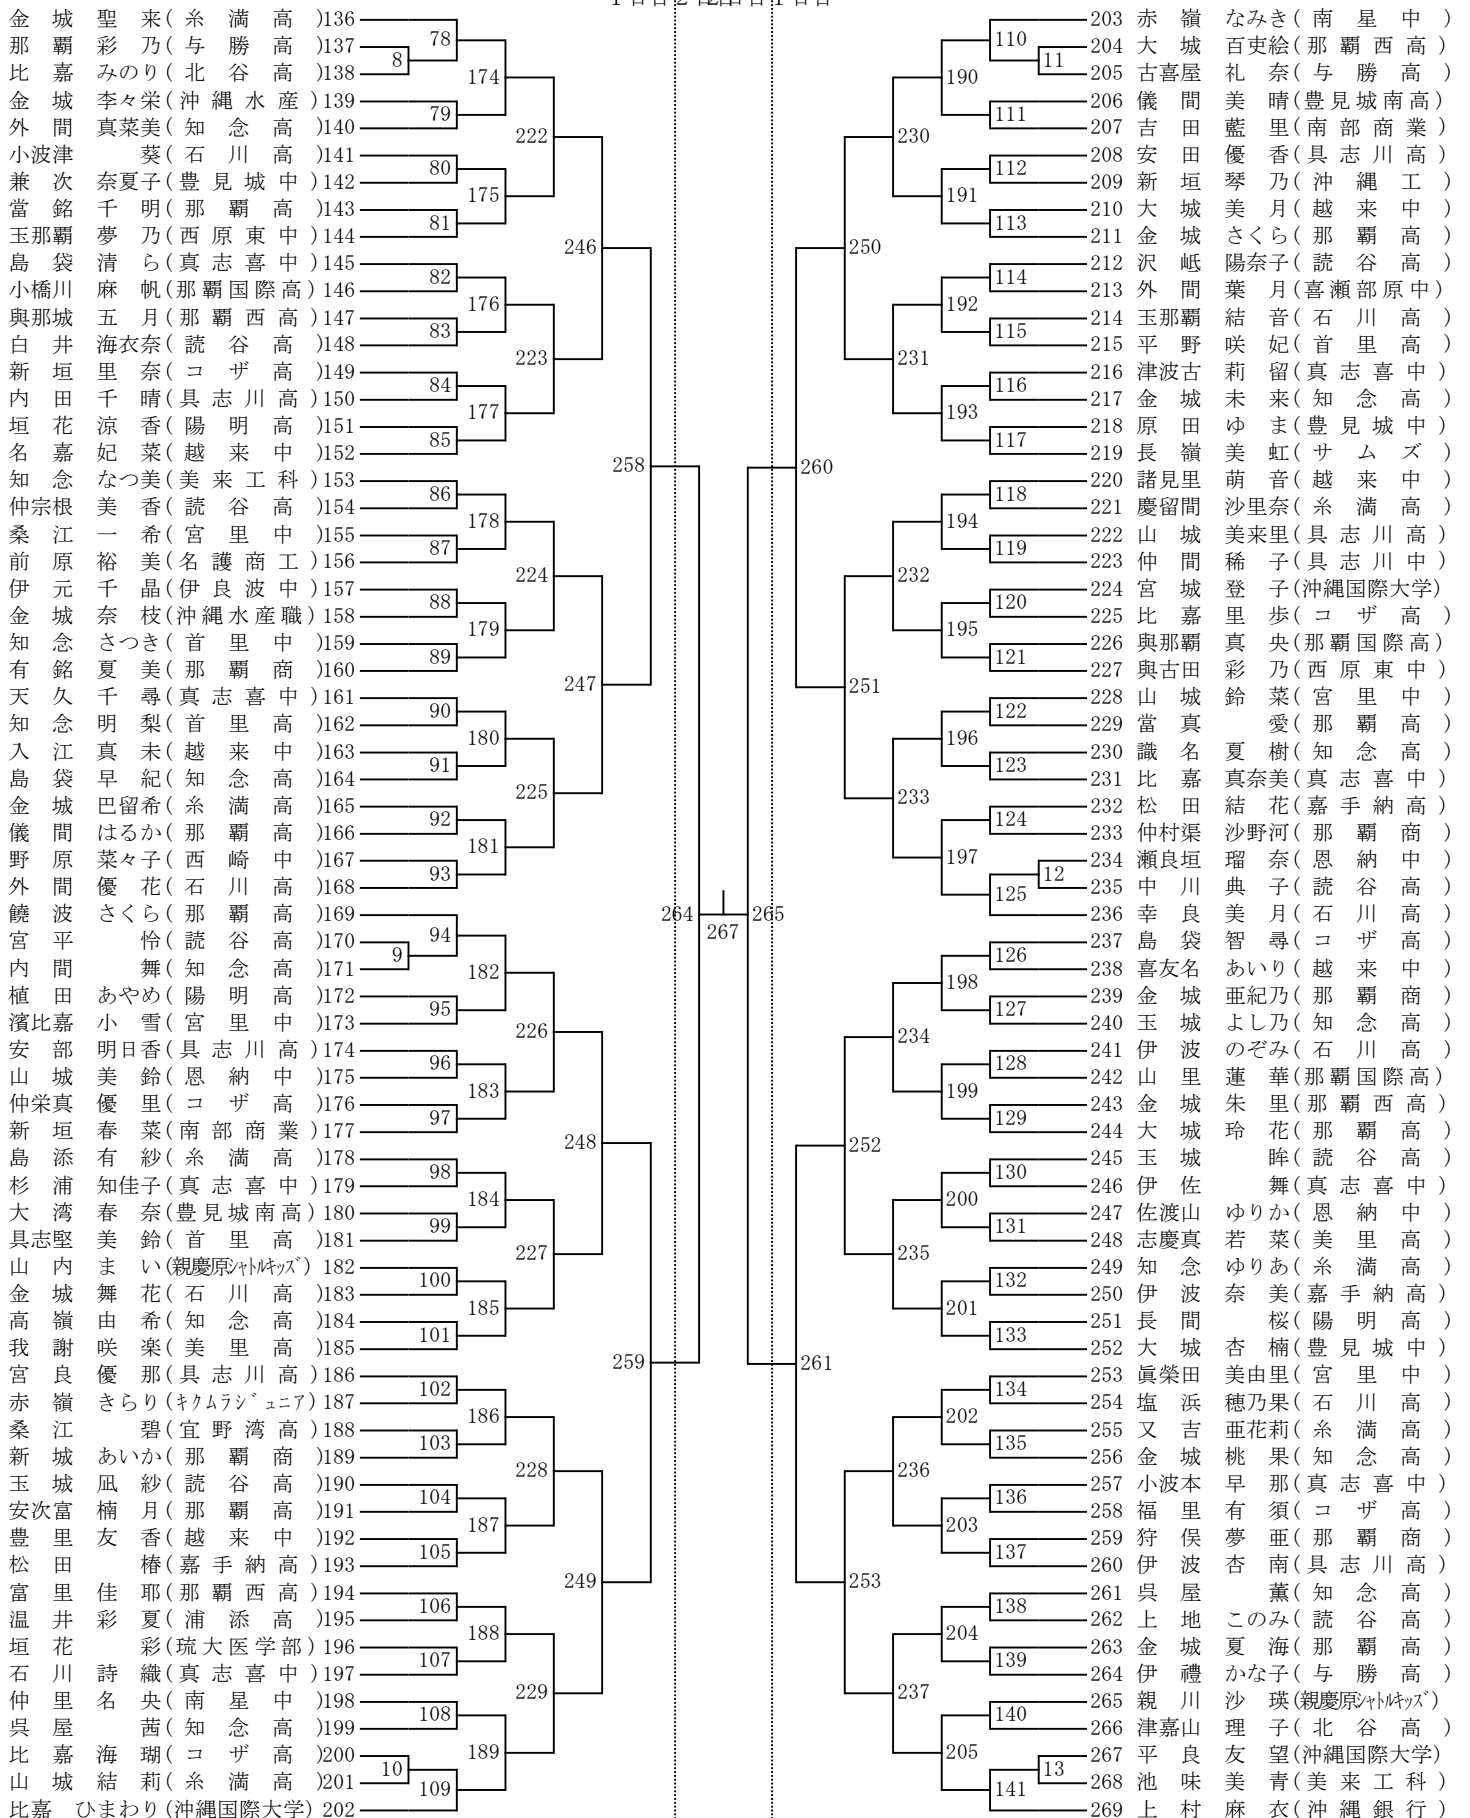 金城 聖来(糸満高)136
那覇 彩乃(与勝高)137
比嘉 みのり(北谷高)138
金城 李々栄(沖縄水産)139
外間 真菜美(知念高)140
小波津 葵(石川高)141
兼次 奈夏子(豊見城中)142
當銘 千明(那覇高)143
玉那覇 夢乃(西原東中)144
島袋 清ら(真志喜中)145
小橋川 麻帆(那覇国際高)146
與那城 五月(那覇西高)147
白井 海衣奈(読谷高)148
新垣 里奈(コザ高)149
内田 千晴(具志川高)150
垣花 涼香(陽明高)151
名嘉 妃菜(越来中)152
知念 なつ美(美来工科)153
仲宗根 美香(読谷高)154
桑江 一希(宮里中)155
前原 裕美(名護商工)156
伊元 千晶(伊良波中)157
金城 奈枝(沖縄水産職)158
知念 さつき(首里中)159
有銘 夏美(那覇商)160
天久 千尋(真志喜中)161
知念 明梨(首里高)162
入江 真未(越来中)163
島袋 早紀(知念高)164
金城 巴留希(糸満高)165
儀間 はるか(那覇高)166
野原 菜々子(西崎中)167
外間 優花(石川高)168
饒波 さくら(那覇高)169
宮平 怜(読谷高)170
内間 舞(知念高)171
植田 あやめ(陽明高)172
濱比嘉 小雪(宮里中)173
安部 明日香(具志川高)174
山城 美鈴(恩納中)175
仲栄真 優里(コザ高)176
新垣 春菜(南部商業)177
島添 有紗(糸満高)178
杉浦 知佳子(真志喜中)179
大湾 春奈(豊見城南高)180
具志堅 美鈴(首里高)181
山内 まい(親慶原シャトルキッズ)182
金城 舞花(石川高)183
高嶺 由希(知念高)184
我謝 咲楽(美里高)185
宮良 優那(具志川高)186
赤嶺 きらり(キクムラジュニア)187
桑江 碧(宜野湾高)188
新城 あいか(那覇商)189
玉城 凪紗(読谷高)190
安次富 楠月(那覇高)191
豊里 友香(越来中)192
松田 椿(嘉手納高)193
富里 佳耶(那覇西高)194
温井 彩夏(浦添高)195
垣花 彩(琉大医学部)196
石川 詩織(真志喜中)197
仲里 名央(南星中)198
呉屋 茜(知念高)199
比嘉 海瑚(コザ高)200
山城 結莉(糸満高)201
比嘉 ひまわり(沖縄国際大学)202
8
9
10
78
79
80
81
82
83
84
85
86
87
88
89
90
91
92
93
94
95
96
97
98
99
100
101
102
103
104
105
106
107
108
109
174
175
176
177
178
179
180
181
182
183
184
185
186
187
188
189
222
223
224
225
226
227
228
229
246
247
248
249
258
259
264
267
265
260
261
250
251
252
253
230
231
232
233
234
235
236
237
190
191
192
193
194
195
196
197
198
199
200
201
202
203
204
205
110
111
112
113
114
115
116
117
118
119
120
121
122
123
124
125
126
127
128
129
130
131
132
133
134
135
136
137
138
139
140
141
11
12
13
203 赤嶺 なみき(南星中)
204 大城 百吏絵(那覇西高)
205 古喜屋 礼奈(与勝高)
206 儀間 美晴(豊見城南高)
207 吉田 藍里(南部商業)
208 安田 優香(具志川高)
209 新垣 琴乃(沖縄工)
210 大城 美月(越来中)
211 金城 さくら(那覇高)
212 沢岻 陽奈子(読谷高)
213 外間 葉月(喜瀬部原中)
214 玉那覇 結音(石川高)
215 平野 咲妃(首里高)
216 津波古 莉留(真志喜中)
217 金城 未来(知念高)
218 原田 ゆま(豊見城中)
219 長嶺 美虹(サムズ)
220 諸見里 萌音(越来中)
221 慶留間 沙里奈(糸満高)
222 山城 美来里(具志川高)
223 仲間 稀子(具志川中)
224 宮城 登子(沖縄国際大学)
225 比嘉 里歩(コザ高)
226 與那覇 真央(那覇国際高)
227 與古田 彩乃(西原東中)
228 山城 鈴菜(宮里中)
229 當真 愛(那覇高)
230 識名 夏樹(知念高)
231 比嘉 真奈美(真志喜中)
232 松田 結花(嘉手納高)
233 仲村渠 沙野河(那覇商)
234 瀬良垣 瑠奈(恩納中)
235 中川 典子(読谷高)
236 幸良 美月(石川高)
237 島袋 智尋(コザ高)
238 喜友名 あいり(越来中)
239 金城 亜紀乃(那覇商)
240 玉城 よし乃(知念高)
241 伊波 のぞみ(石川高)
242 山里 蓮華(那覇国際高)
243 金城 朱里(那覇西高)
244 大城 玲花(那覇高)
245 玉城 眸(読谷高)
246 伊佐 舞(真志喜中)
247 佐渡山 ゆりか(恩納中)
248 志慶真 若菜(美里高)
249 知念 ゆりあ(糸満高)
250 伊波 奈美(嘉手納高)
251 長間 桜(陽明高)
252 大城 杏楠(豊見城中)
253 眞榮田 美由里(宮里中)
254 塩浜 穂乃果(石川高)
255 又吉 亜花莉(糸満高)
256 金城 桃果(知念高)
257 小波本 早那(真志喜中)
258 福里 有須(コザ高)
259 狩俣 夢亜(那覇商)
260 伊波 杏南(具志川高)
261 呉屋 薫(知念高)
262 上地 このみ(読谷高)
263 金城 夏海(那覇高)
264 伊禮 かな子(与勝高)
265 親川 沙瑛(親慶原シャトルキッズ)
266 津嘉山 理子(北谷高)
267 平良 友望(沖縄国際大学)
268 池味 美青(美来工科)
269 上村 麻衣(沖縄銀行)